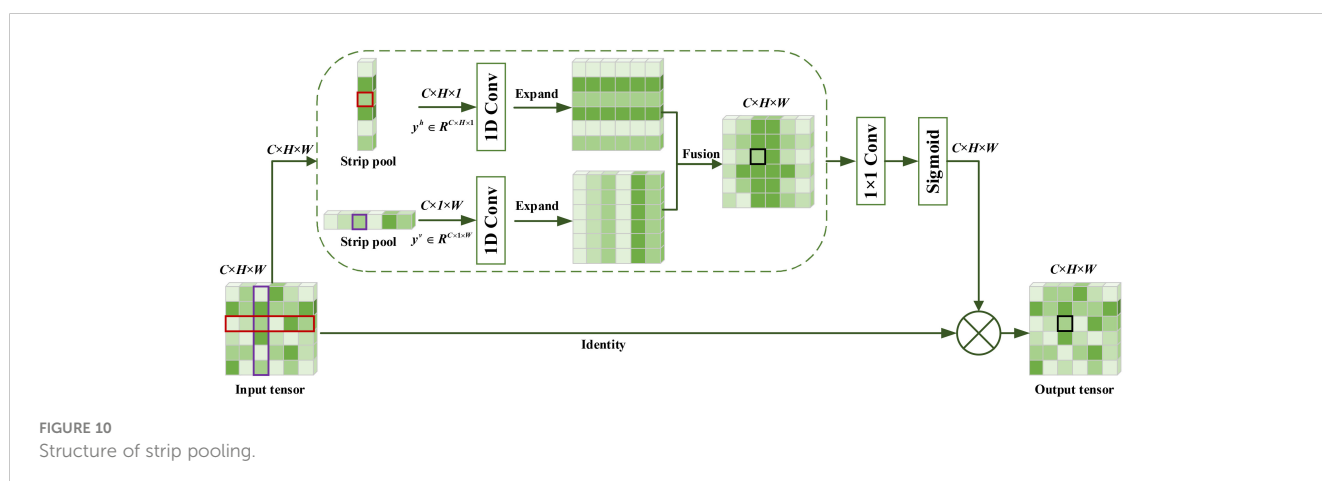 C×H×W
Strip pool
C×H×1
y^h ∈ R^{C×H×1}
1D Conv
Expand
Strip pool
C×1×W
y^v ∈ R^{C×1×W}
1D Conv
Expand
Fusion
C×H×W
1×1 Conv
Sigmoid
C×H×W
C×H×W
Input tensor
Identity
C×H×W
Output tensor
FIGURE 10
Structure of strip pooling.